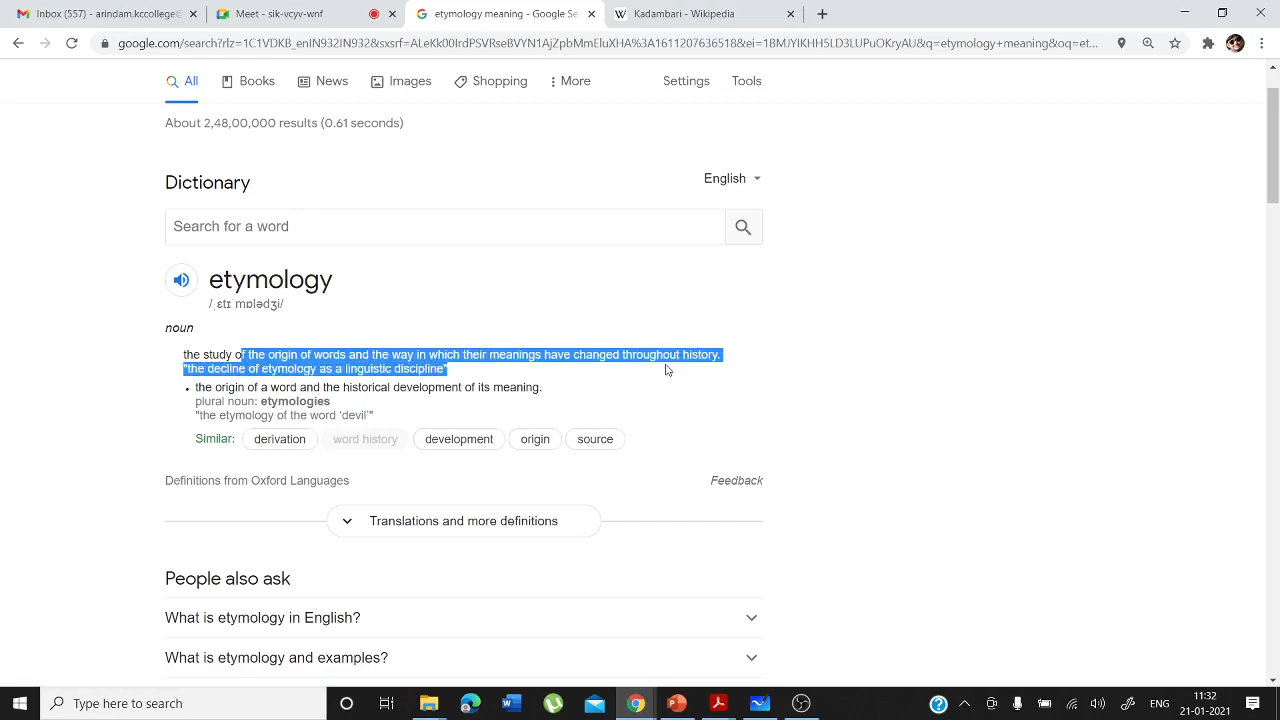 Inbox (557) - arindam.kccollege@
Meet - sik-vcyv-wnf
etymology meaning - Google Se
Kadambari - Wikipedia
google.com/search?rlz=1C1VDKB_enIN932IN932&sxsrf=ALeKk00IrdPSVRseBVYN1AjZpbMmEluXHA%3A1611207636518&ei=1BMJYIHHH5LD3LUPuOKryAU&q=etymology+meaning&oq=et...
All
Books
News
Images
Shopping
More
Settings
Tools
About 2,48,00,000 results (0.61 seconds)
Dictionary
English
Search for a word
etymology
/ˌɛtɪˈmɒlədʒi/
noun
the study of the origin of words and the way in which their meanings have changed throughout history.
"the decline of etymology as a linguistic discipline"
• the origin of a word and the historical development of its meaning.
plural noun: etymologies
"the etymology of the word 'devil'"
Similar: derivation word history development origin source
Definitions from Oxford Languages
Feedback
Translations and more definitions
People also ask
What is etymology in English?
What is etymology and examples?
Type here to search
ENG
11:32
21-01-2021